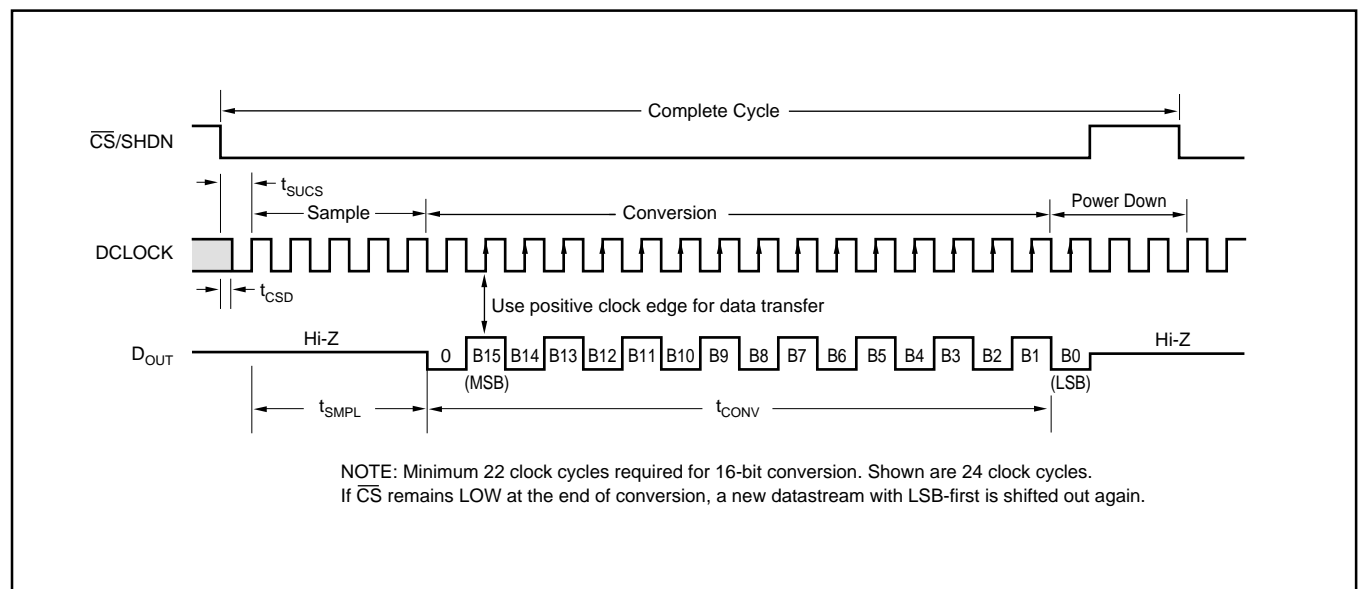 Complete Cycle
CS/SHDN
tSUCS
Sample
Conversion
Power Down
DCLOCK
tCSD
Use positive clock edge for data transfer
Hi-Z
DOUT
0 B15 B14 B13 B12 B11 B10 B9 B8 B7 B6 B5 B4 B3 B2 B1 B0
Hi-Z
(MSB)
(LSB)
tSMPL
tCONV
NOTE: Minimum 22 clock cycles required for 16-bit conversion. Shown are 24 clock cycles.
If CS remains LOW at the end of conversion, a new datastream with LSB-first is shifted out again.